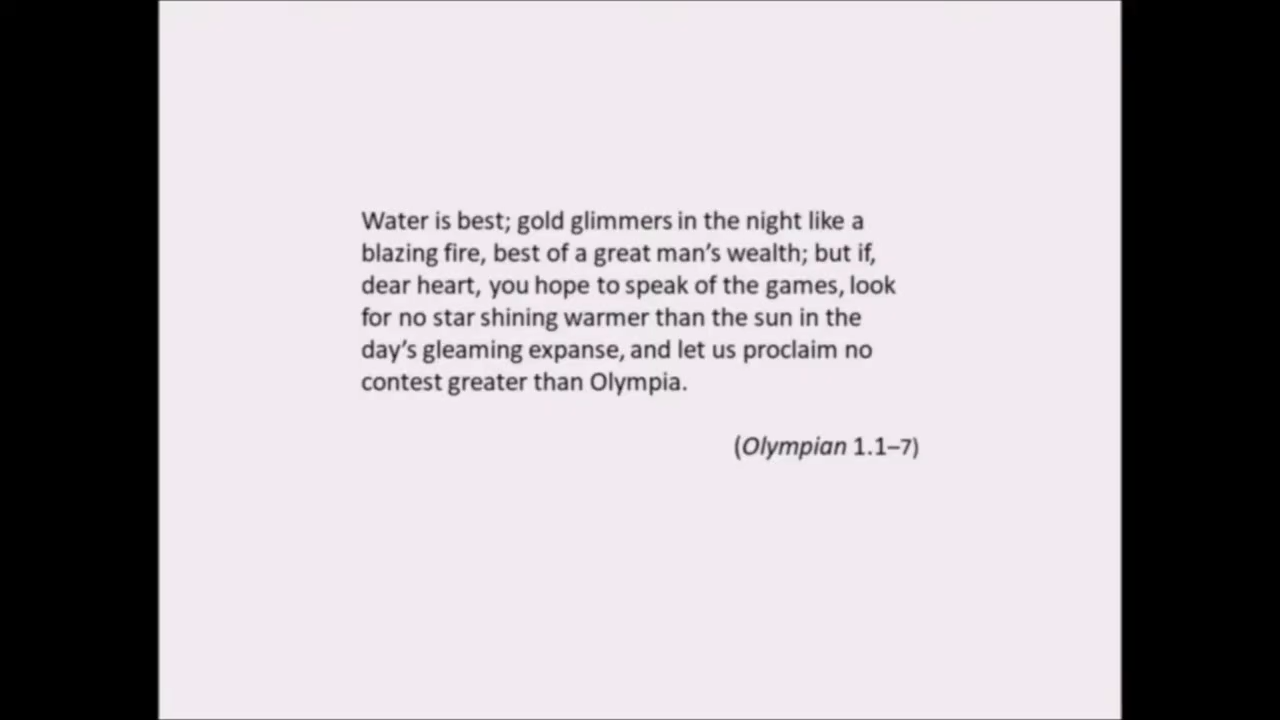 Water is best; gold glimmers in the night like a
blazing fire, best of a great man’s wealth; but if,
dear heart, you hope to speak of the games, look
for no star shining warmer than the sun in the
day’s gleaming expanse, and let us proclaim no
contest greater than Olympia.
(Olympian 1.1–7)